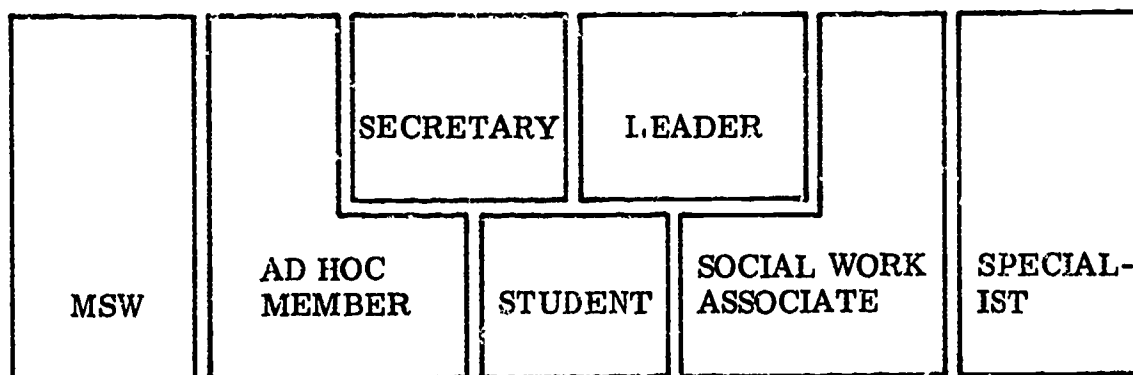 SECRETARY
LEADER
MSW
AD HOC
MEMBER
STUDENT
SOCIAL WORK
ASSOCIATE
SPECIAL-
IST